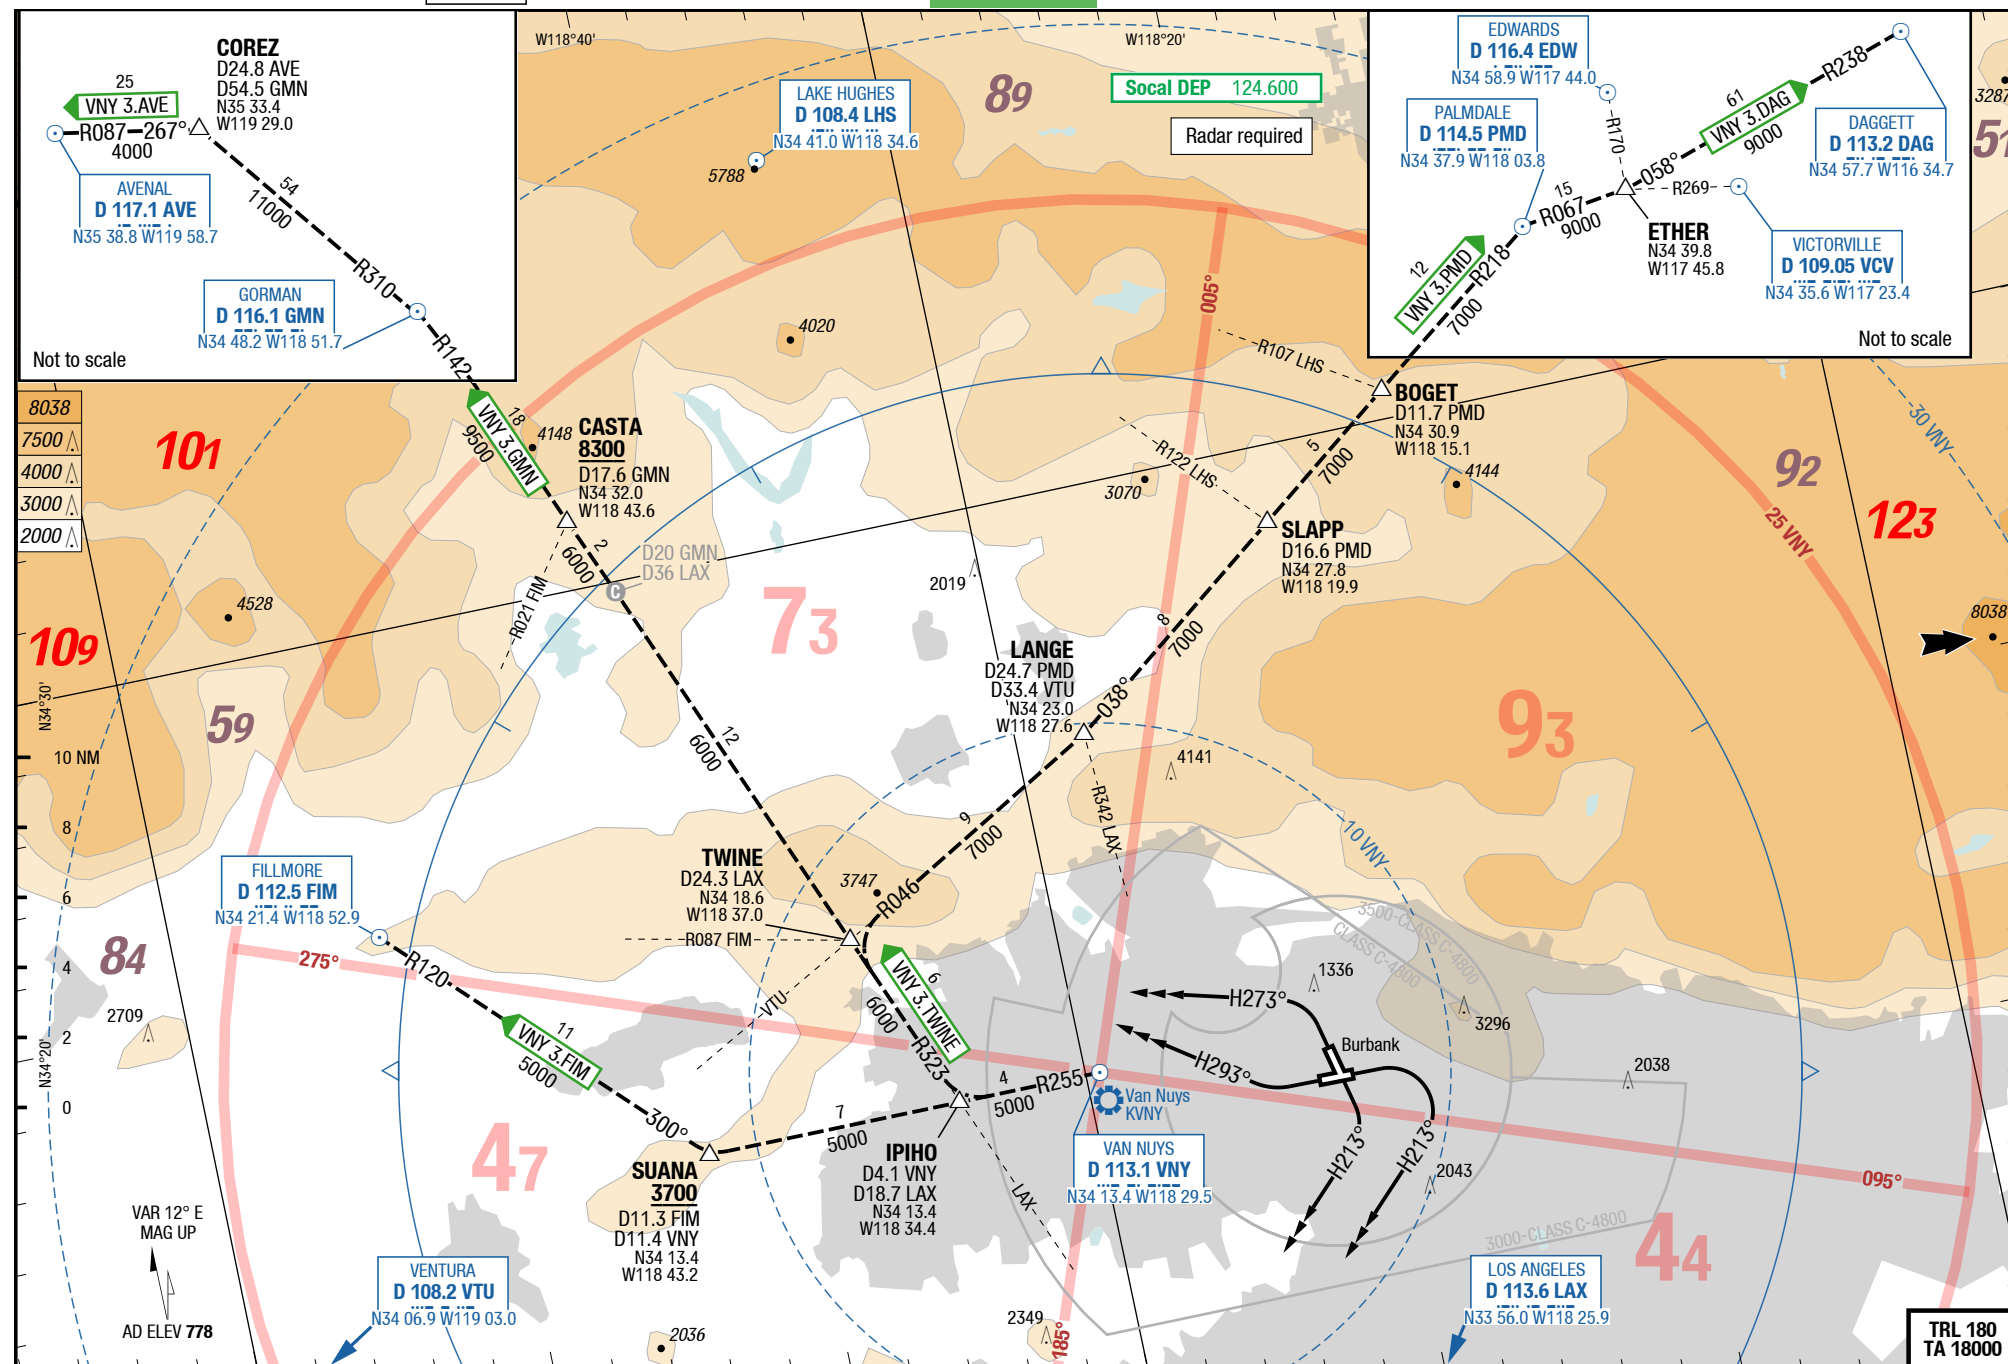 COREZ
D24.8 AVE
D54.5 GMN
N35 33.4
W119 29.0
25
VNY 3.AVE
R087
267°
4000
AVENAL
D 117.1 AVE
N35 38.8 W119 58.7
54
11000
R310
GORMAN
D 116.1 GMN
N34 48.2 W118 51.7
R142
Not to scale
W118°40'
W118°20'
LAKE HUGHES
D 108.4 LHS
N34 41.0 W118 34.6
5788
89
Socal DEP 124.600
Radar required
EDWARDS
D 116.4 EDW
N34 58.9 W117 44.0
PALMDALE
D 114.5 PMD
N34 37.9 W118 03.8
R170
61
VNY 3.DAG
9000
R238
058°
DAGGETT
D 113.2 DAG
N34 57.7 W116 34.7
R269
15
R067
9000
ETHER
N34 39.8
W117 45.8
VICTORVILLE
D 109.05 VCV
N34 35.6 W117 23.4
12
VNY 3.PMD
R218
7000
Not to scale
3287
51
8038
7500
4000
3000
2000
101
109
59
84
4528
18
VNY 3.GMN
9500
4148
CASTA
8300
D17.6 GMN
N34 32.0
W118 43.6
2
6000
C
D20 GMN
D36 LAX
R021 FIM
4020
005°
R107 LHS
R122 LHS
3070
BOGET
D11.7 PMD
N34 30.9
W118 15.1
5
7000
4144
92
30 VNY
25 VNY
123
SLAPP
D16.6 PMD
N34 27.8
W118 19.9
8
7000
2019
73
93
8038
LANGE
D24.7 PMD
D33.4 VTU
N34 23.0
W118 27.6
038°
4141
R342 LAX
12
6000
9
7000
R046
10 VNY
N34°30'
10 NM
8
6
4
2
0
N34°20'
FILLMORE
D 112.5 FIM
N34 21.4 W118 52.9
TWINE
D24.3 LAX
N34 18.6
W118 37.0
R087 FIM
3747
275°
R120
VTU
11
VNY 3.FIM
5000
300°
2709
6
VNY 3.TWINE
6000
R323
3500-CLASS C-4800
CLASS C-4800
1336
3296
H273°
H293°
Burbank
H213°
H213°
2038
2043
4
R255
5000
7
5000
Van Nuys
KVNY
47
SUANA
3700
D11.3 FIM
D11.4 VNY
N34 13.4
W118 43.2
IPIHO
D4.1 VNY
D18.7 LAX
N34 13.4
W118 34.4
LAX
VAN NUYS
D 113.1 VNY
N34 13.4 W118 29.5
095°
44
3000-CLASS C-4800
VAR 12° E
MAG UP
AD ELEV 778
VENTURA
D 108.2 VTU
N34 06.9 W119 03.0
2036
2349
185°
LOS ANGELES
D 113.6 LAX
N33 56.0 W118 25.9
TRL 180
TA 18000